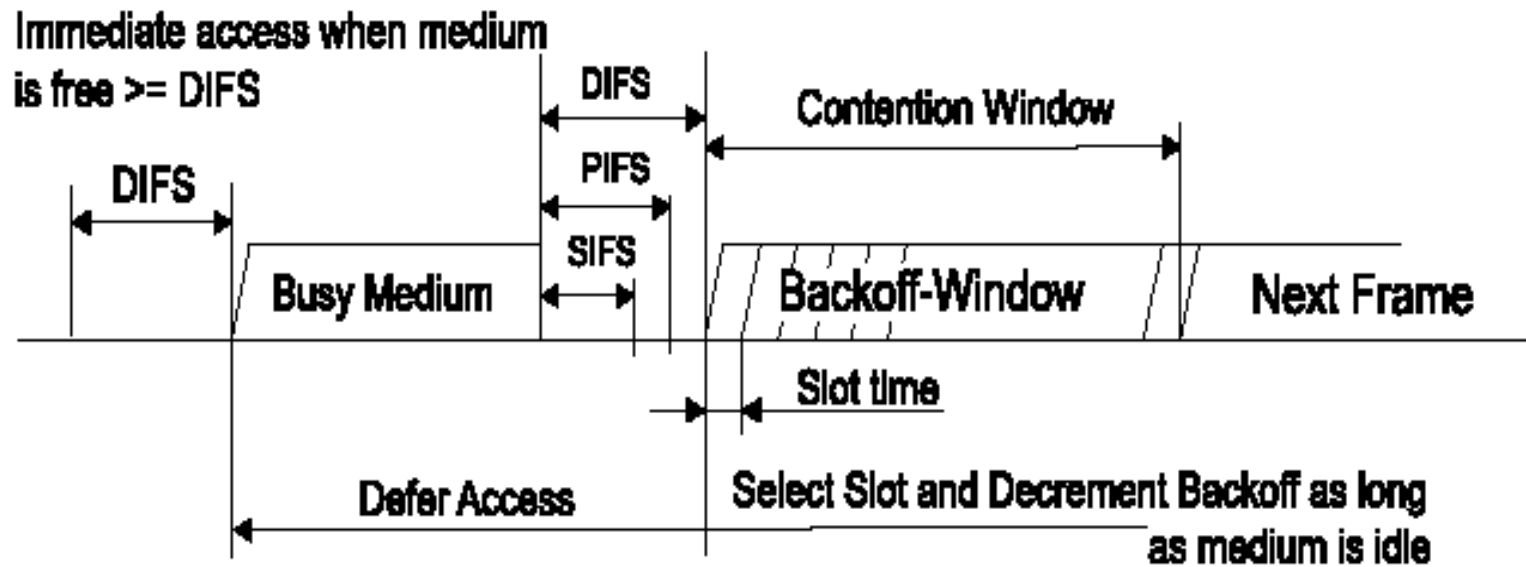 Immediate access when medium
is free >= DIFS
DIFS
DIFS
PIFS
SIFS
Contention Window
Busy Medium
Backoff-Window
Next Frame
Slot time
Defer Access
Select Slot and Decrement Backoff as long
as medium is idle